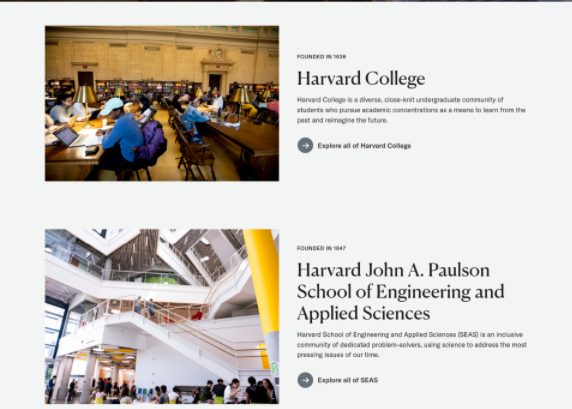 FOUNDED IN 1636
Harvard College
Harvard College is a diverse, close-knit undergraduate community of
students who pursue academic concentrations as a means to learn from the
past and reimagine the future.
Explore all of Harvard College
FOUNDED IN 1847
Harvard John A. Paulson
School of Engineering and
Applied Sciences
Harvard School of Engineering and Applied Sciences (SEAS) is an inclusive
community of dedicated problem-solvers, using science to address the most
pressing issues of our time.
Explore all of SEAS